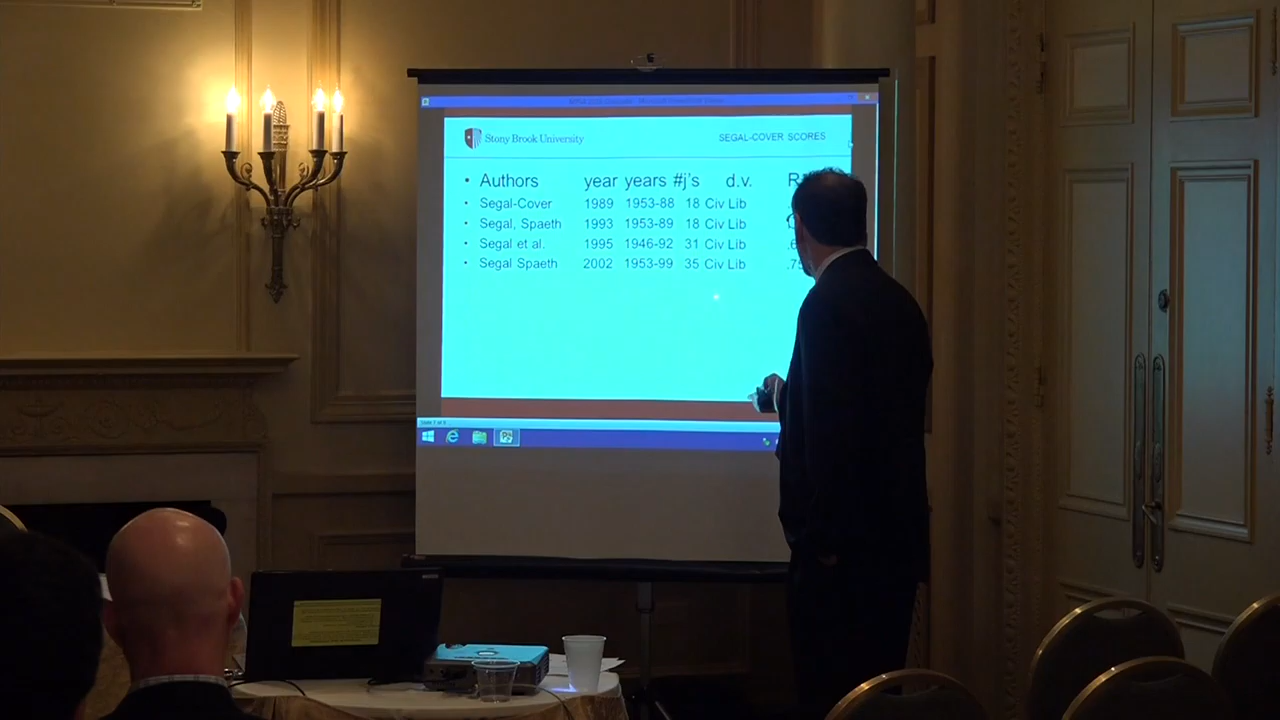 Stony Brook University
SEGAL-COVER SCORES
• Authors year years #j's d.v.
• Segal-Cover 1989 1953-88 18 Civ Lib
• Segal, Spaeth 1993 1953-89 18 Civ Lib
• Segal et al. 1995 1946-92 31 Civ Lib
• Segal Spaeth 2002 1953-99 35 Civ Lib